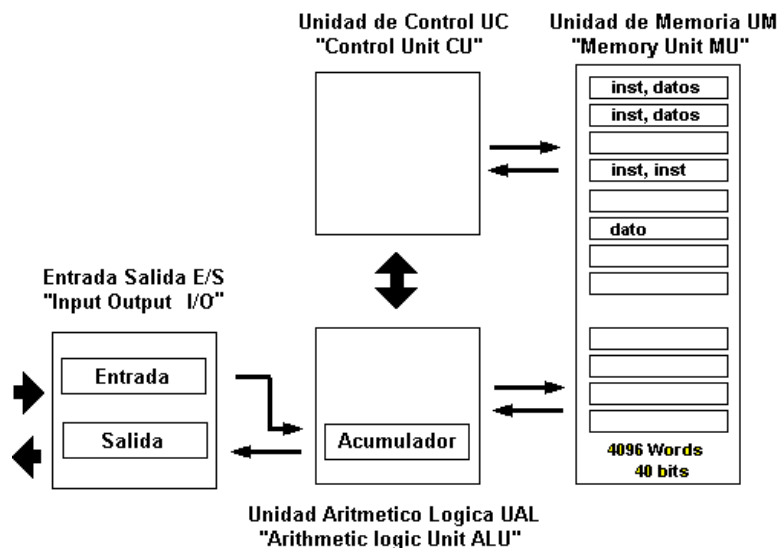 Unidad de Control UC
"Control Unit CU"
Unidad de Memoria UM
"Memory Unit MU"
inst, datos
inst, datos
inst, inst
dato
Entrada Salida E/S
"Input Output I/O"
Entrada
Salida
Acumulador
4096 Words
40 bits
Unidad Aritmetico Logica UAL
"Arithmetic logic Unit ALU"